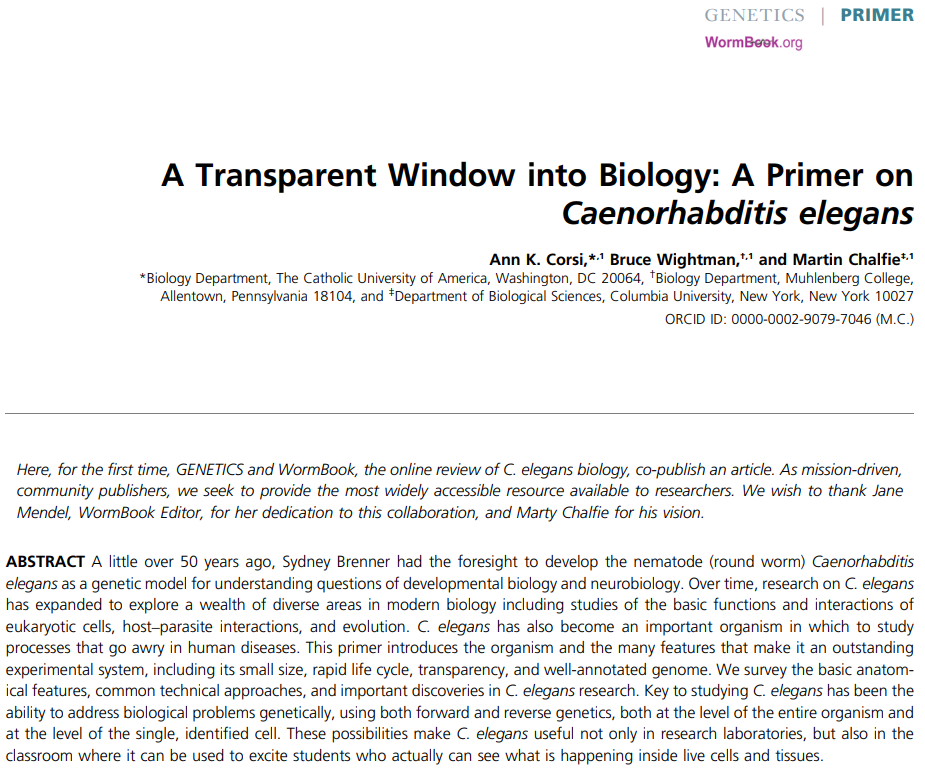 GENETICS | PRIMER
WormBook.org
A Transparent Window into Biology: A Primer on
Caenorhabditis elegans
Ann K. Corsi,*,1 Bruce Wightman,†,1 and Martin Chalfie‡,1
*Biology Department, The Catholic University of America, Washington, DC 20064, †Biology Department, Muhlenberg College,
Allentown, Pennsylvania 18104, and ‡Department of Biological Sciences, Columbia University, New York, New York 10027
ORCID ID: 0000-0002-9079-7046 (M.C.)
Here, for the first time, GENETICS and WormBook, the online review of C. elegans biology, co-publish an article. As mission-driven,
community publishers, we seek to provide the most widely accessible resource available to researchers. We wish to thank Jane
Mendel, WormBook Editor, for her dedication to this collaboration, and Marty Chalfie for his vision.
ABSTRACT A little over 50 years ago, Sydney Brenner had the foresight to develop the nematode (round worm) Caenorhabditis
elegans as a genetic model for understanding questions of developmental biology and neurobiology. Over time, research on C. elegans
has expanded to explore a wealth of diverse areas in modern biology including studies of the basic functions and interactions of
eukaryotic cells, host–parasite interactions, and evolution. C. elegans has also become an important organism in which to study
processes that go awry in human diseases. This primer introduces the organism and the many features that make it an outstanding
experimental system, including its small size, rapid life cycle, transparency, and well-annotated genome. We survey the basic anatom-
ical features, common technical approaches, and important discoveries in C. elegans research. Key to studying C. elegans has been the
ability to address biological problems genetically, using both forward and reverse genetics, both at the level of the entire organism and
at the level of the single, identified cell. These possibilities make C. elegans useful not only in research laboratories, but also in the
classroom where it can be used to excite students who actually can see what is happening inside live cells and tissues.